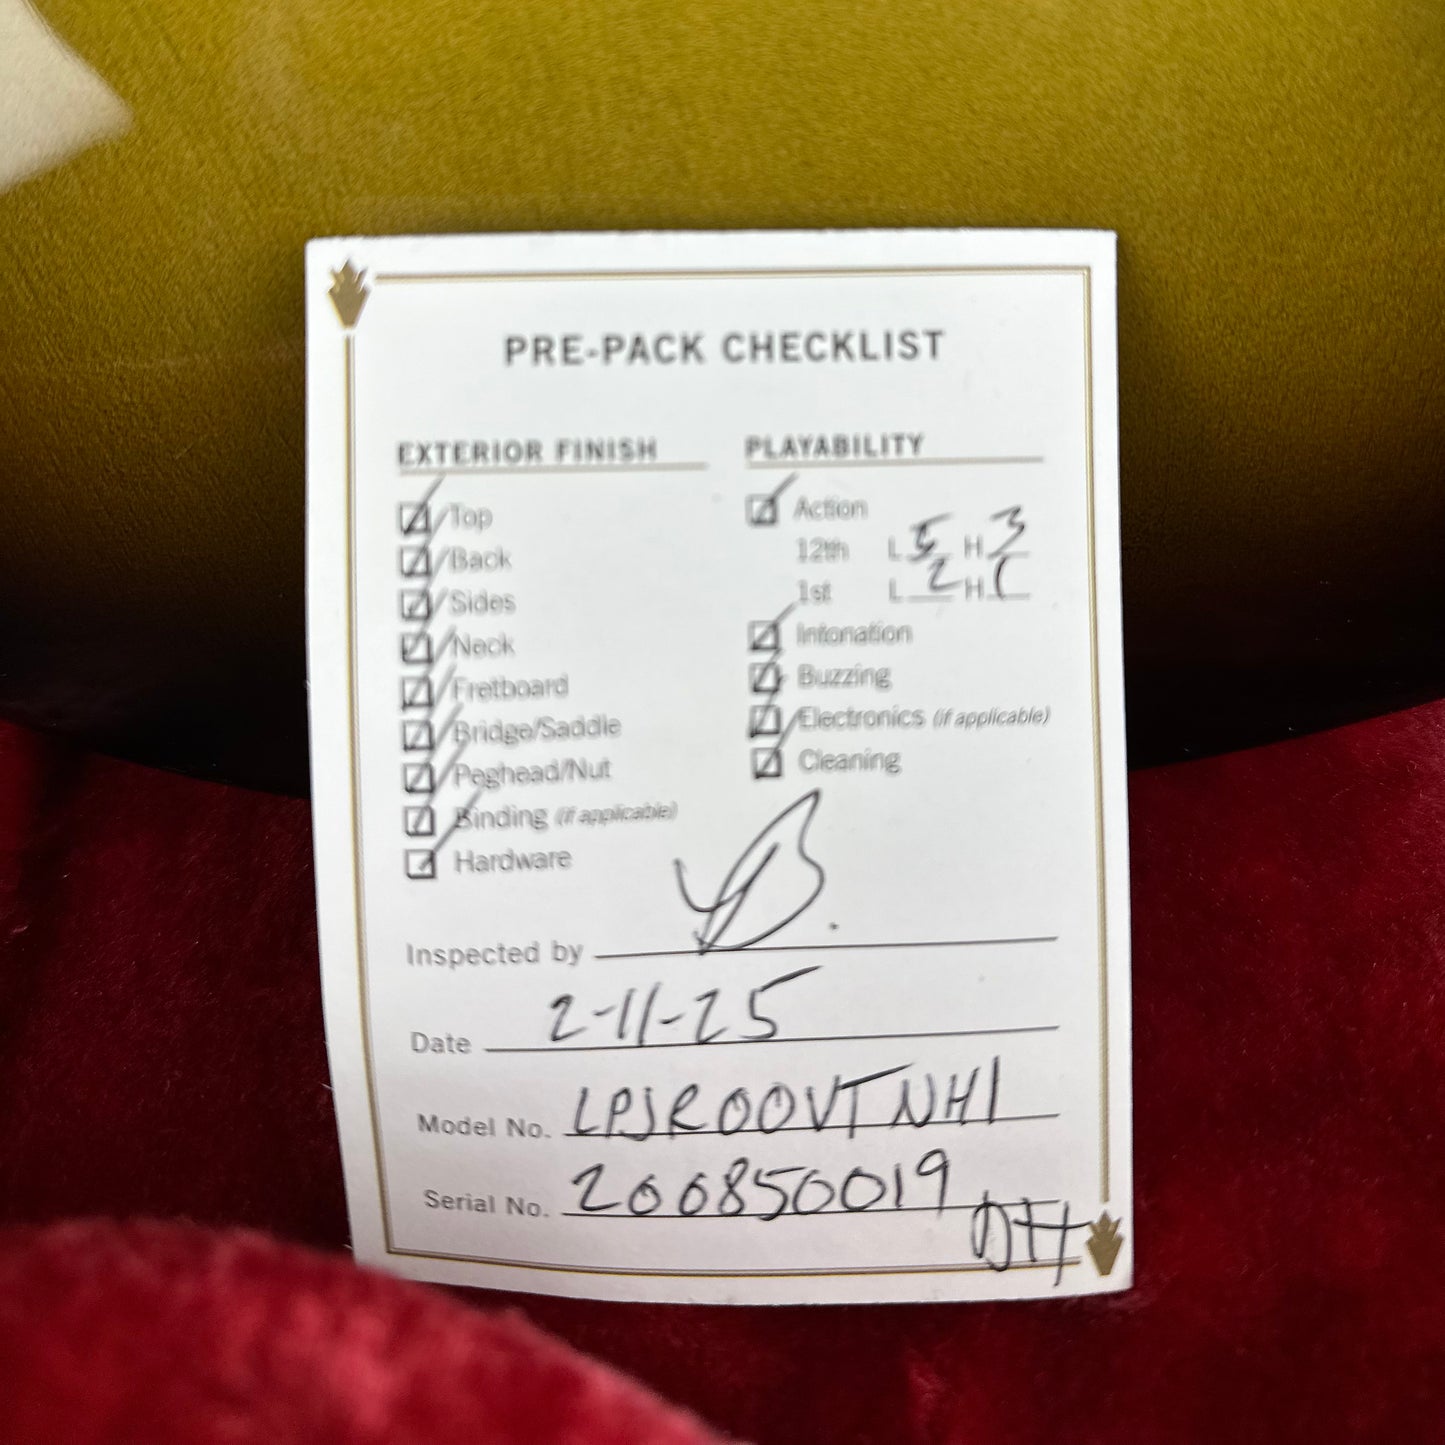 PRE-PACK CHECKLIST
EXTERIOR FINISH
Top
Back
Sides
Neck
Fretboard
Bridge/Saddle
Peghead/Nut
Binding (if applicable)
Hardware
PLAYABILITY
Action
12th L 5 H 3
1st L 2 H 1
Intonation
Buzzing
Electronics (if applicable)
Cleaning
Inspected by
Date 2-11-25
Model No. LPJR00VTNH1
Serial No. 200850019